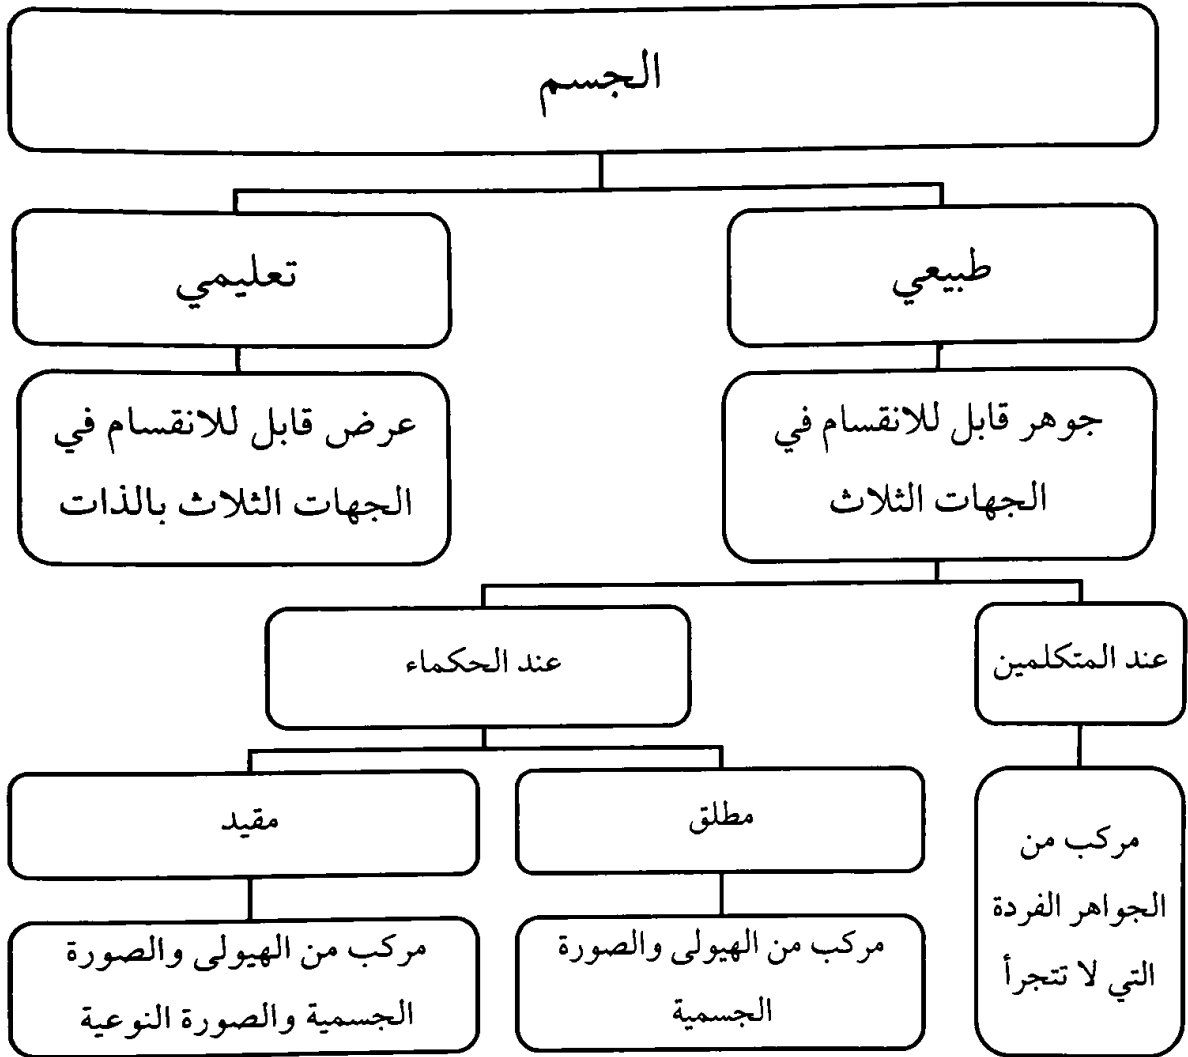 الجسم
طبيعي
تعليمي
جوهر قابل للانقسام في
الجهات الثلاث
عرض قابل للانقسام في
الجهات الثلاث بالذات
عند المتكلمين
عند الحكماء
مركب من
الجواهر الفردة
التي لا تتجرأ
مطلق
مقيد
مركب من الهيولى والصورة
الجسمية
مركب من الهيولى والصورة
الجسمية والصورة النوعية